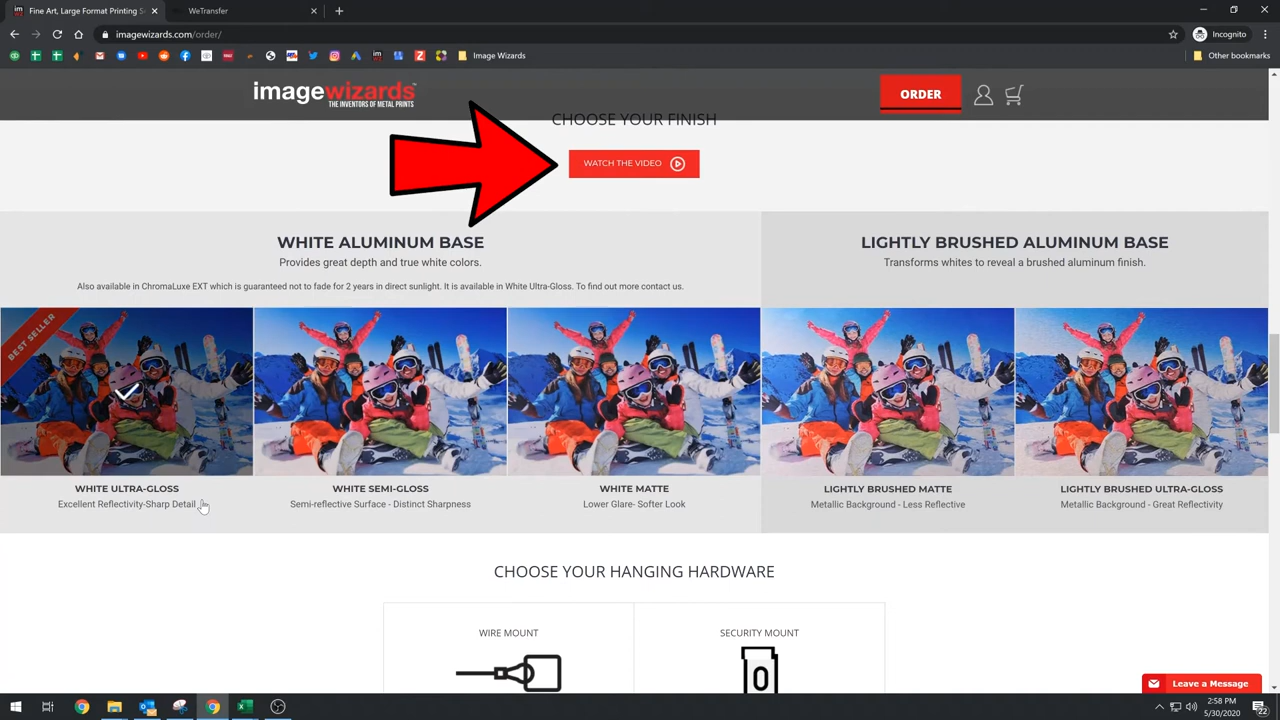 Fine Art, Large Format Printing S
WeTransfer
imagewizards.com/order/
Incognito
Image Wizards
Other bookmarks
imagewizards
THE INVENTORS OF METAL PRINTS
ORDER
CHOOSE YOUR FINISH
WATCH THE VIDEO
WHITE ALUMINUM BASE
Provides great depth and true white colors.
Also available in ChromaLuxe EXT which is guaranteed not to fade for 2 years in direct sunlight. It is available in White Ultra-Gloss. To find out more contact us.
LIGHTLY BRUSHED ALUMINUM BASE
Transforms whites to reveal a brushed aluminum finish.
BEST SELLER
WHITE ULTRA-GLOSS
Excellent Reflectivity-Sharp Detail
WHITE SEMI-GLOSS
Semi-reflective Surface - Distinct Sharpness
WHITE MATTE
Lower Glare- Softer Look
LIGHTLY BRUSHED MATTE
Metallic Background - Less Reflective
LIGHTLY BRUSHED ULTRA-GLOSS
Metallic Background - Great Reflectivity
CHOOSE YOUR HANGING HARDWARE
WIRE MOUNT
SECURITY MOUNT
Leave a Message
2:58 PM
5/30/2020
22